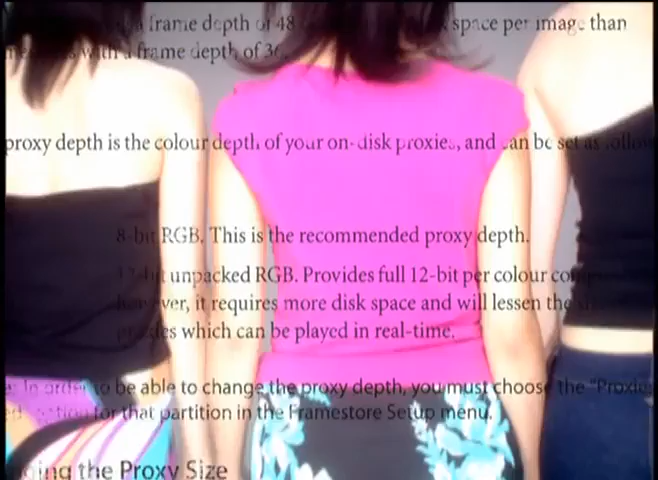 a frame depth of 48 space per image than
with a frame depth of 36.
proxy depth is the colour depth of your on-disk proxies, and can be set as follow
8-bit RGB. This is the recommended proxy depth.
12-bit unpacked RGB. Provides full 12-bit per colour
however, it requires more disk space and will lessen the
proxies which can be played in real-time.
In order to be able to change the proxy depth, you must choose the "Proxies
for that partition in the Framestore Setup menu.
ing the Proxy Size